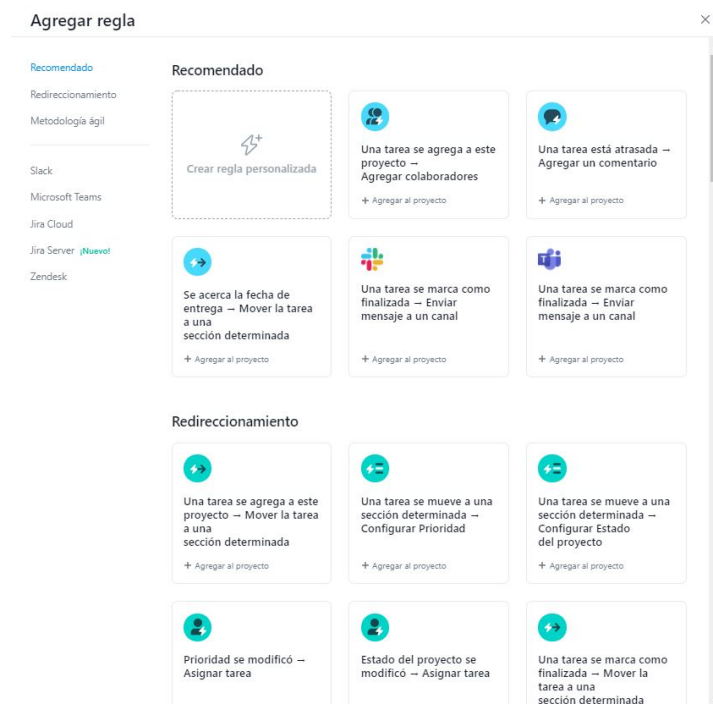 Agregar regla
Recomendado
Redireccionamiento
Metodología ágil
Slack
Microsoft Teams
Jira Cloud
Jira Server ¡Nuevo!
Zendesk
Recomendado
Crear regla personalizada
Una tarea se agrega a este
proyecto →
Agregar colaboradores
+ Agregar al proyecto
Una tarea está atrasada →
Agregar un comentario
+ Agregar al proyecto
Se acerca la fecha de
entrega → Mover la tarea
a una
sección determinada
+ Agregar al proyecto
Una tarea se marca como
finalizada → Enviar
mensaje a un canal
+ Agregar al proyecto
Una tarea se marca como
finalizada → Enviar
mensaje a un canal
+ Agregar al proyecto
Redireccionamiento
Una tarea se agrega a este
proyecto → Mover la tarea
a una
sección determinada
+ Agregar al proyecto
Una tarea se mueve a una
sección determinada →
Configurar Prioridad
+ Agregar al proyecto
Una tarea se mueve a una
sección determinada →
Configurar Estado
del proyecto
+ Agregar al proyecto
Prioridad se modificó →
Asignar tarea
Estado del proyecto se
modificó → Asignar tarea
Una tarea se marca como
finalizada → Mover la
tarea a una
sección determinada